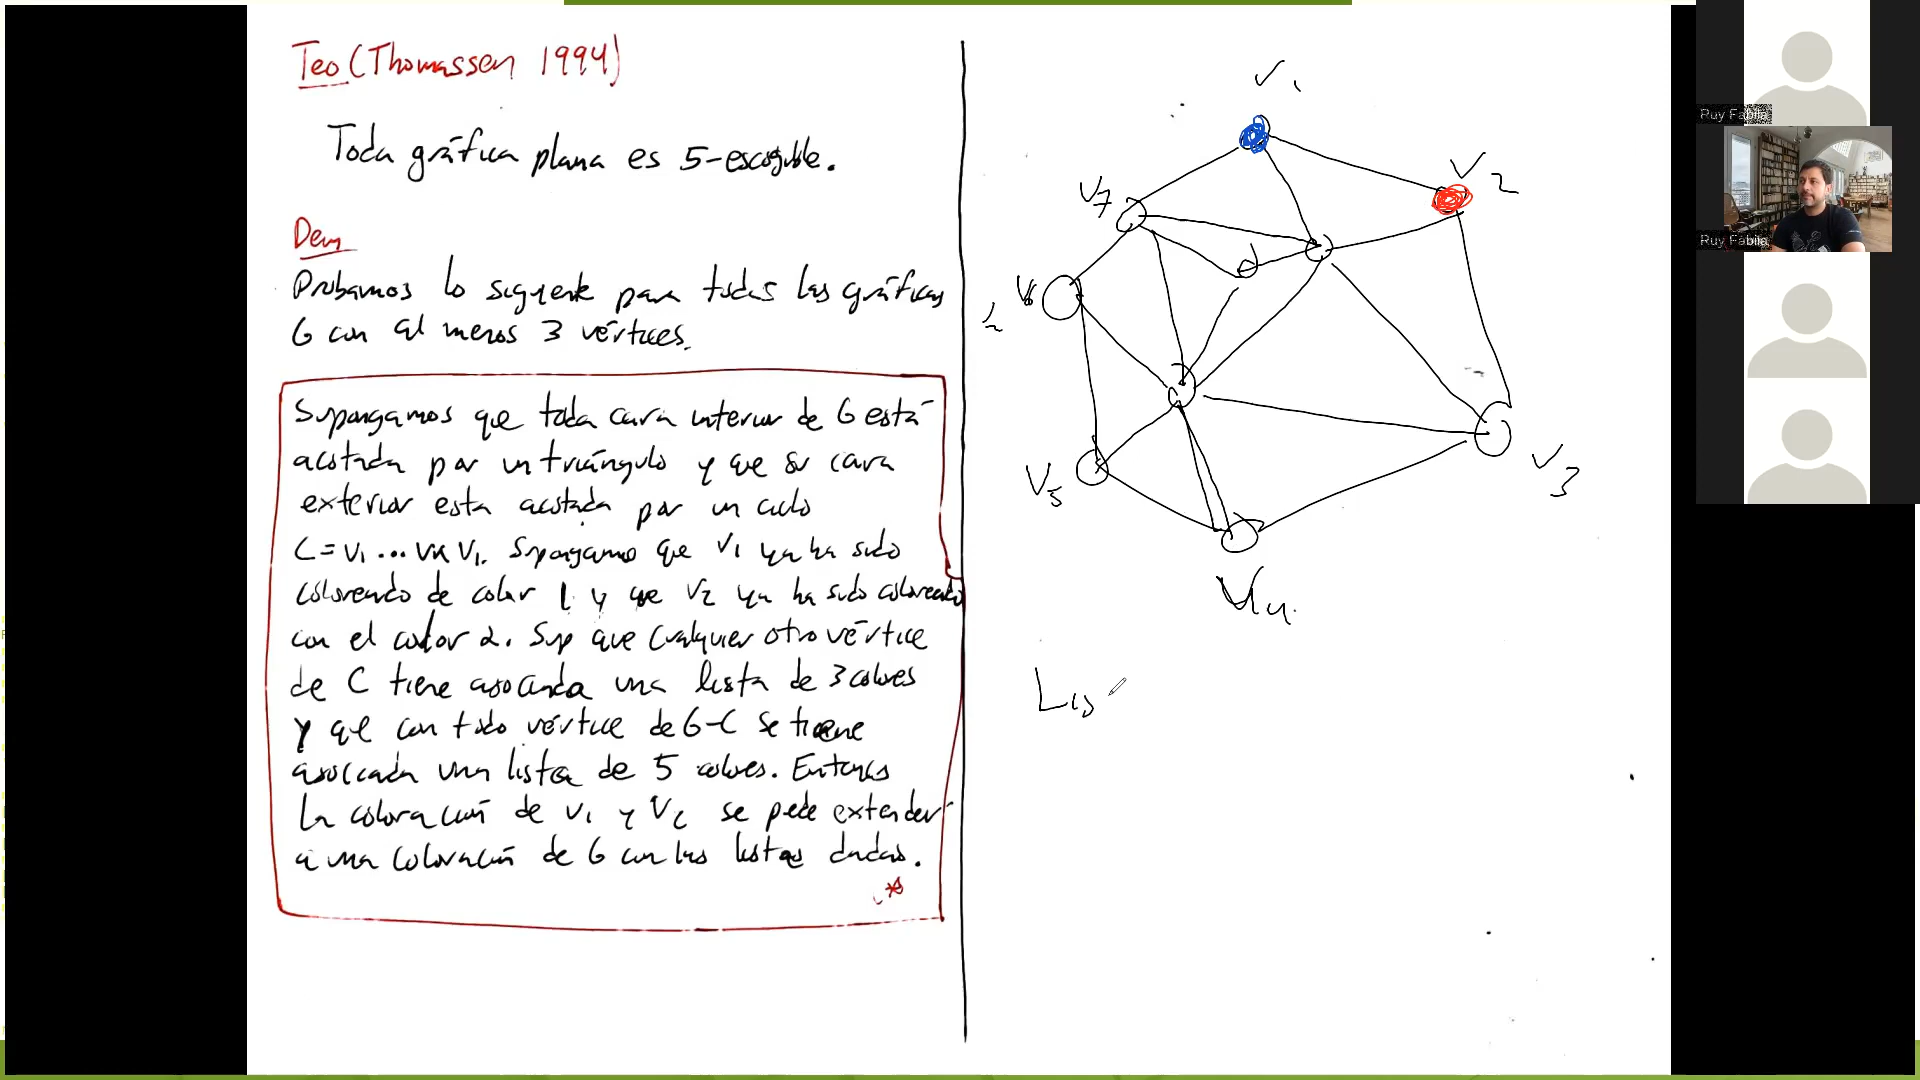 Teo (Thomassen 1994)
Toda gráfica plana es 5-escogible.
Dem
Probamos lo siguiente para todas las gráficas
G con al menos 3 vértices.
Supongamos que toda cara interior de G está
acotada por un triángulo y que su cara
exterior esta acotada por un ciclo
C = v1 ... vk v1. Supongamos que v1 ya ha sido
coloreado de color 1 y que v2 ya ha sido coloreado
con el color 2. Sup que cualquier otro vértice
de C tiene asociada una lista de 3 colores
y que con todo vértice de G-C se tiene
asociada una lista de 5 colores. Entonces
la coloración de v1 y v2 se puede extender
a una coloración de G con las listas dadas.
*
V1
V2
V7
V6
V3
V5
V4
Lis
Ruy Fabila
Ruy Fabila